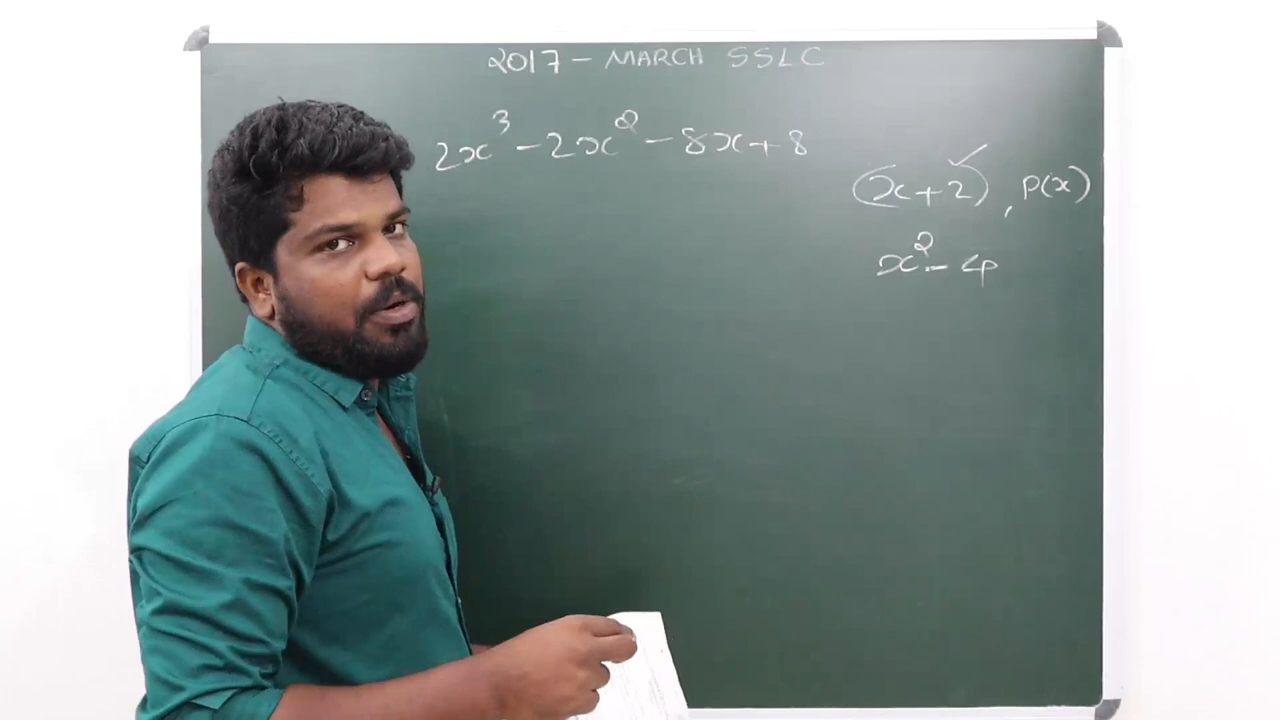 2017 - MARCH SSLC
2x³ - 2x² - 8x + 8
(x + 2) ✓, P(x)
x² - 4